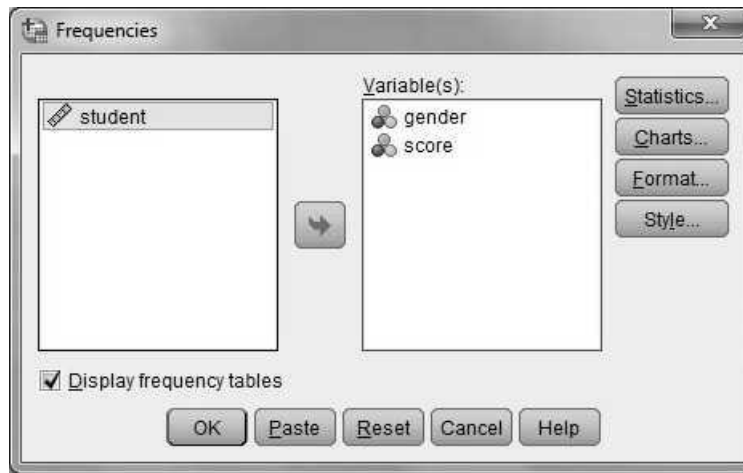 Frequencies
x
student
Variable(s):
gender
score
Statistics...
Charts...
Format...
Style...
Display frequency tables
OK
Paste
Reset
Cancel
Help